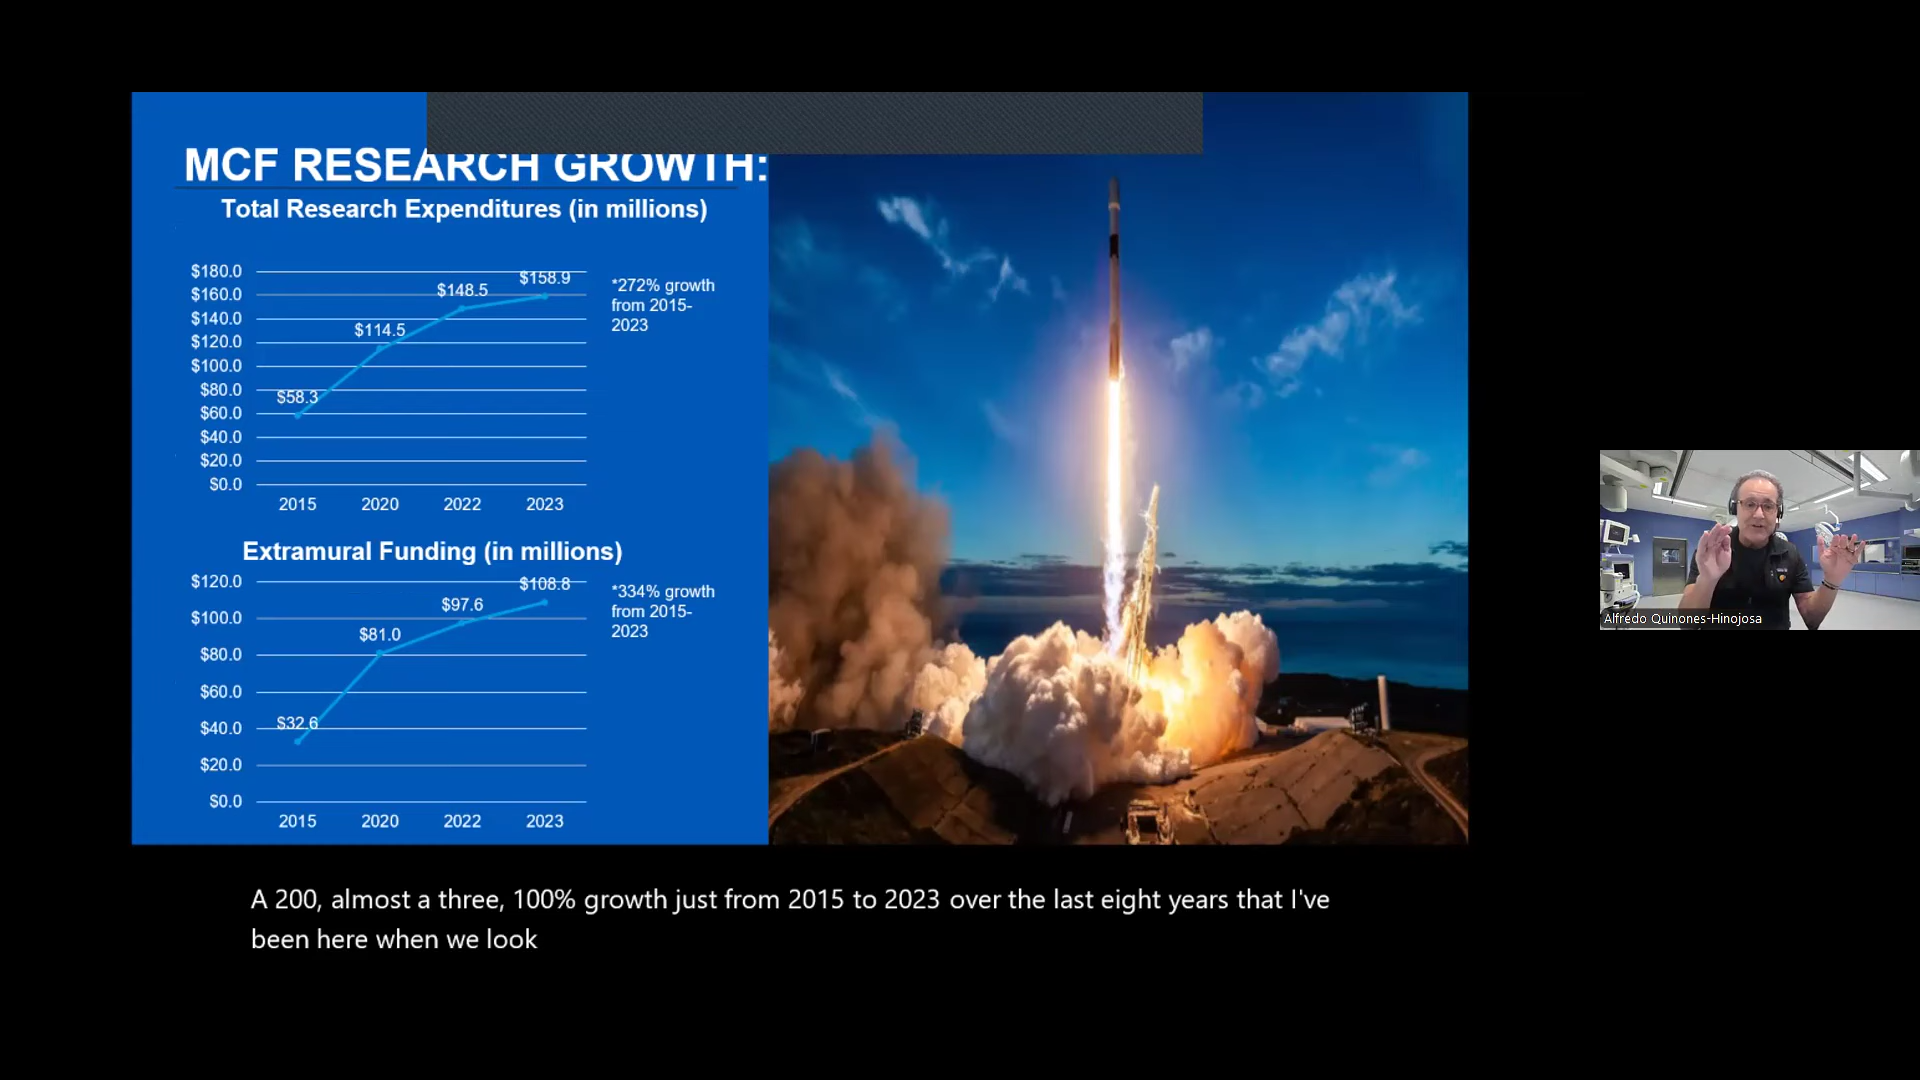 MCF RESEARCH GROWTH:
Total Research Expenditures (in millions)
$180.0
$160.0
$140.0
$120.0
$100.0
$80.0
$60.0
$40.0
$20.0
$0.0
$58.3
$114.5
$148.5
$158.9
2015 2020 2022 2023
*272% growth
from 2015-
2023
Extramural Funding (in millions)
$120.0
$100.0
$80.0
$60.0
$40.0
$20.0
$0.0
$32.6
$81.0
$97.6
$108.8
2015 2020 2022 2023
*334% growth
from 2015-
2023
Alfredo Quinones-Hinojosa
A 200, almost a three, 100% growth just from 2015 to 2023 over the last eight years that I've
been here when we look